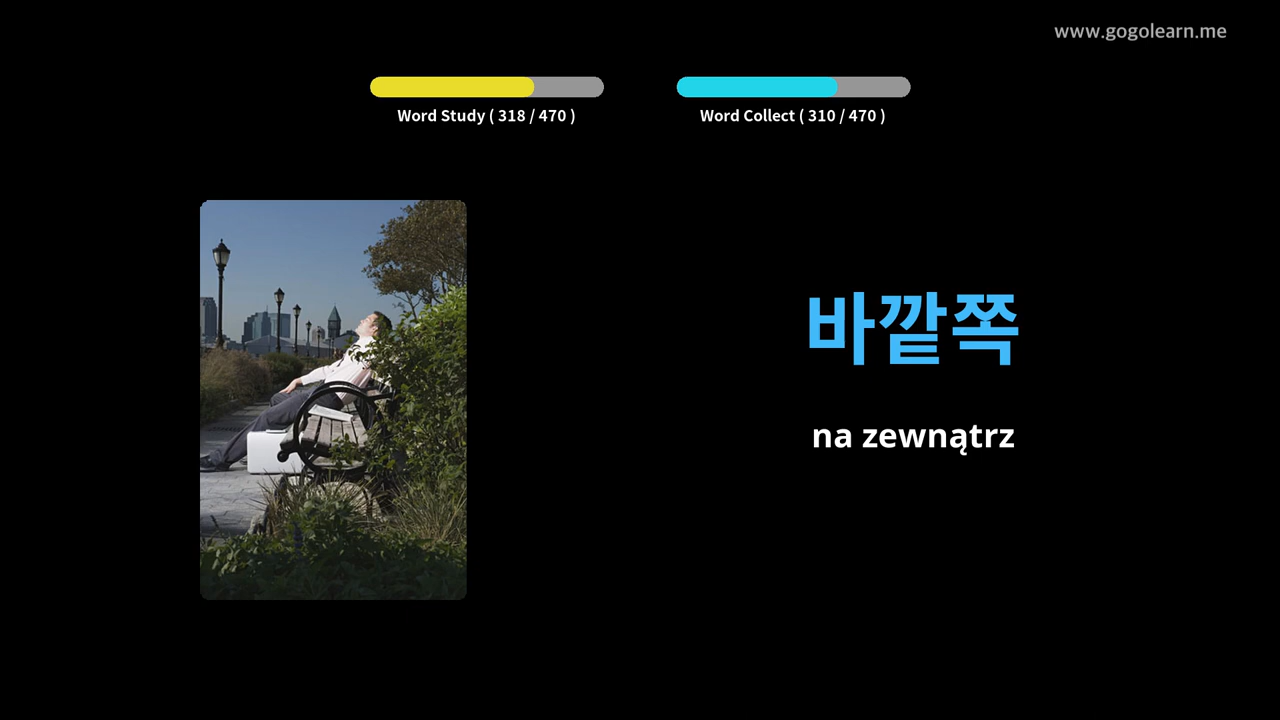 www.gogolearn.me
Word Study ( 318 / 470 )
Word Collect ( 310 / 470 )
바깥쪽
na zewnątrz